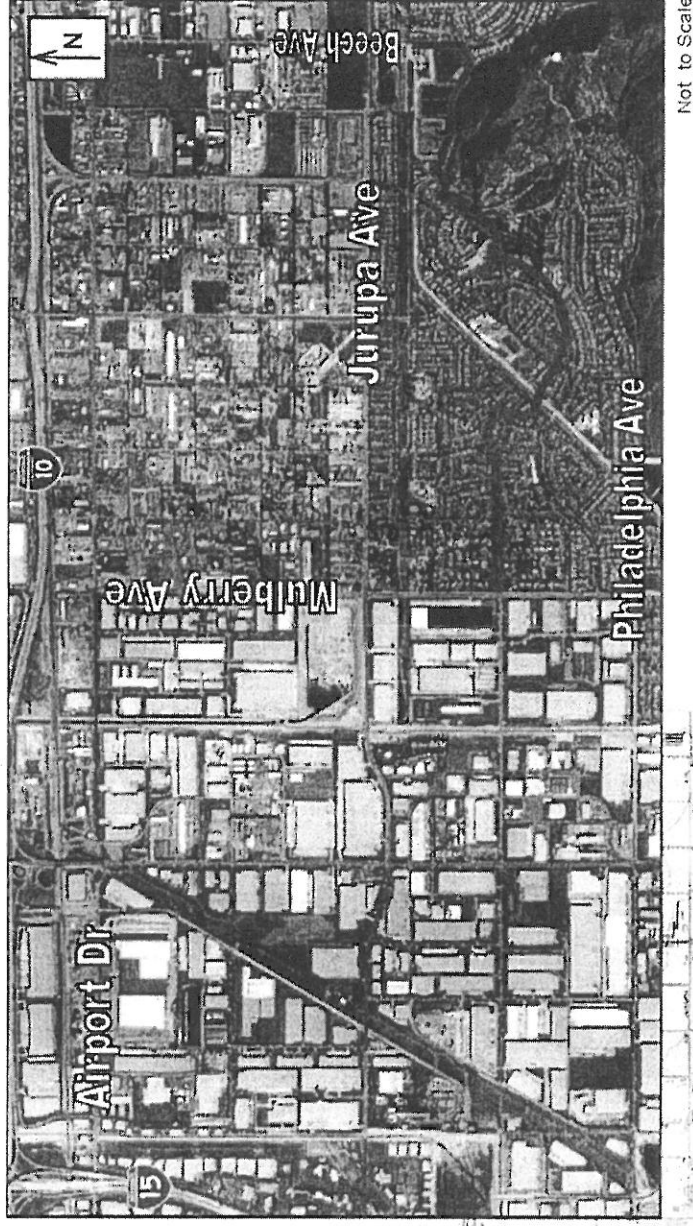 N
Beech Ave
10
Jurupa Ave
Mulberry Ave
Airport Dr
Philadelphia Ave
15
Not to Scale